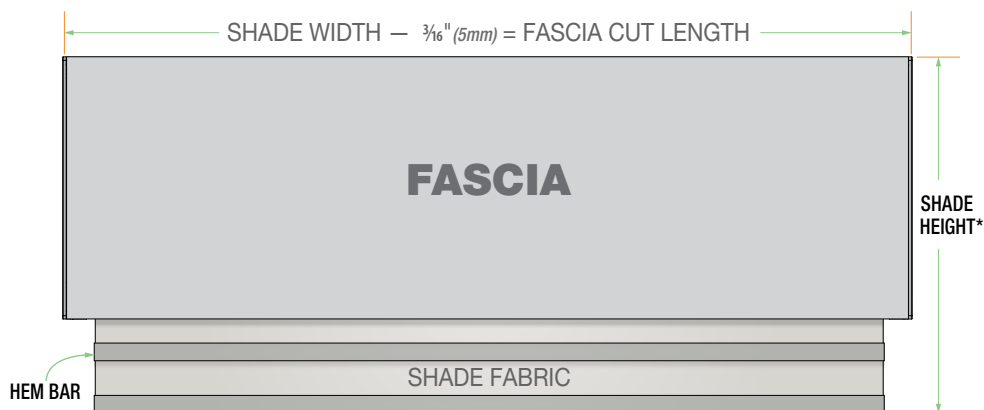 SHADE WIDTH – 3⁄16" (5mm) = FASCIA CUT LENGTH
FASCIA
SHADE
HEIGHT*
SHADE FABRIC
HEM BAR